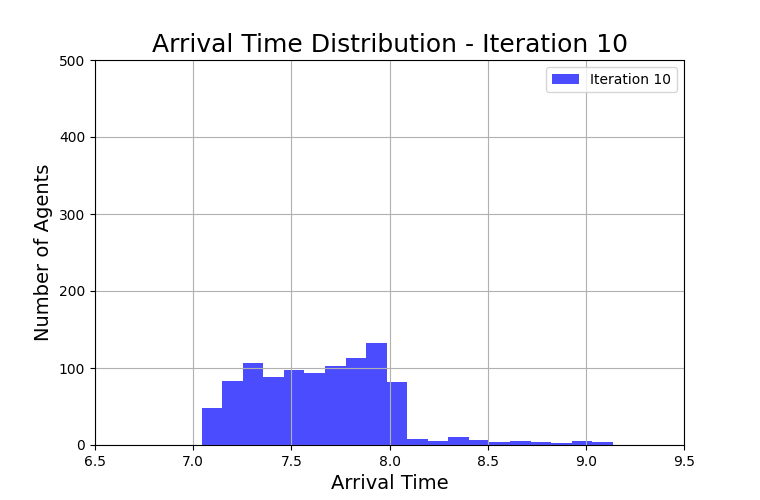 Arrival Time Distribution - Iteration 10
Iteration 10
Number of Agents
500
400
300
200
100
0
6.5 7.0 7.5 8.0 8.5 9.0 9.5
Arrival Time